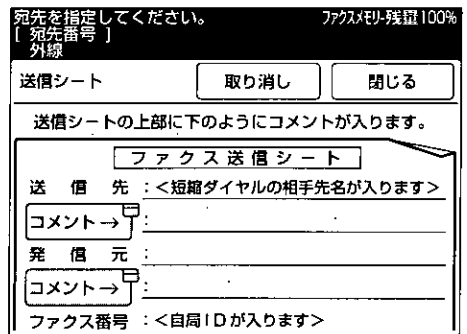 宛先を指定してください。 ファクスメモリ-残量100%
[ 宛先番号 ]
外線
送信シート 取り消し 閉じる
送信シートの上部に下のようにコメントが入ります。
ファクス送信シート
送信先:<短縮ダイヤルの相手先名が入ります>
コメント→:
発信元:
コメント→:
ファクス番号:<自局IDが入ります>